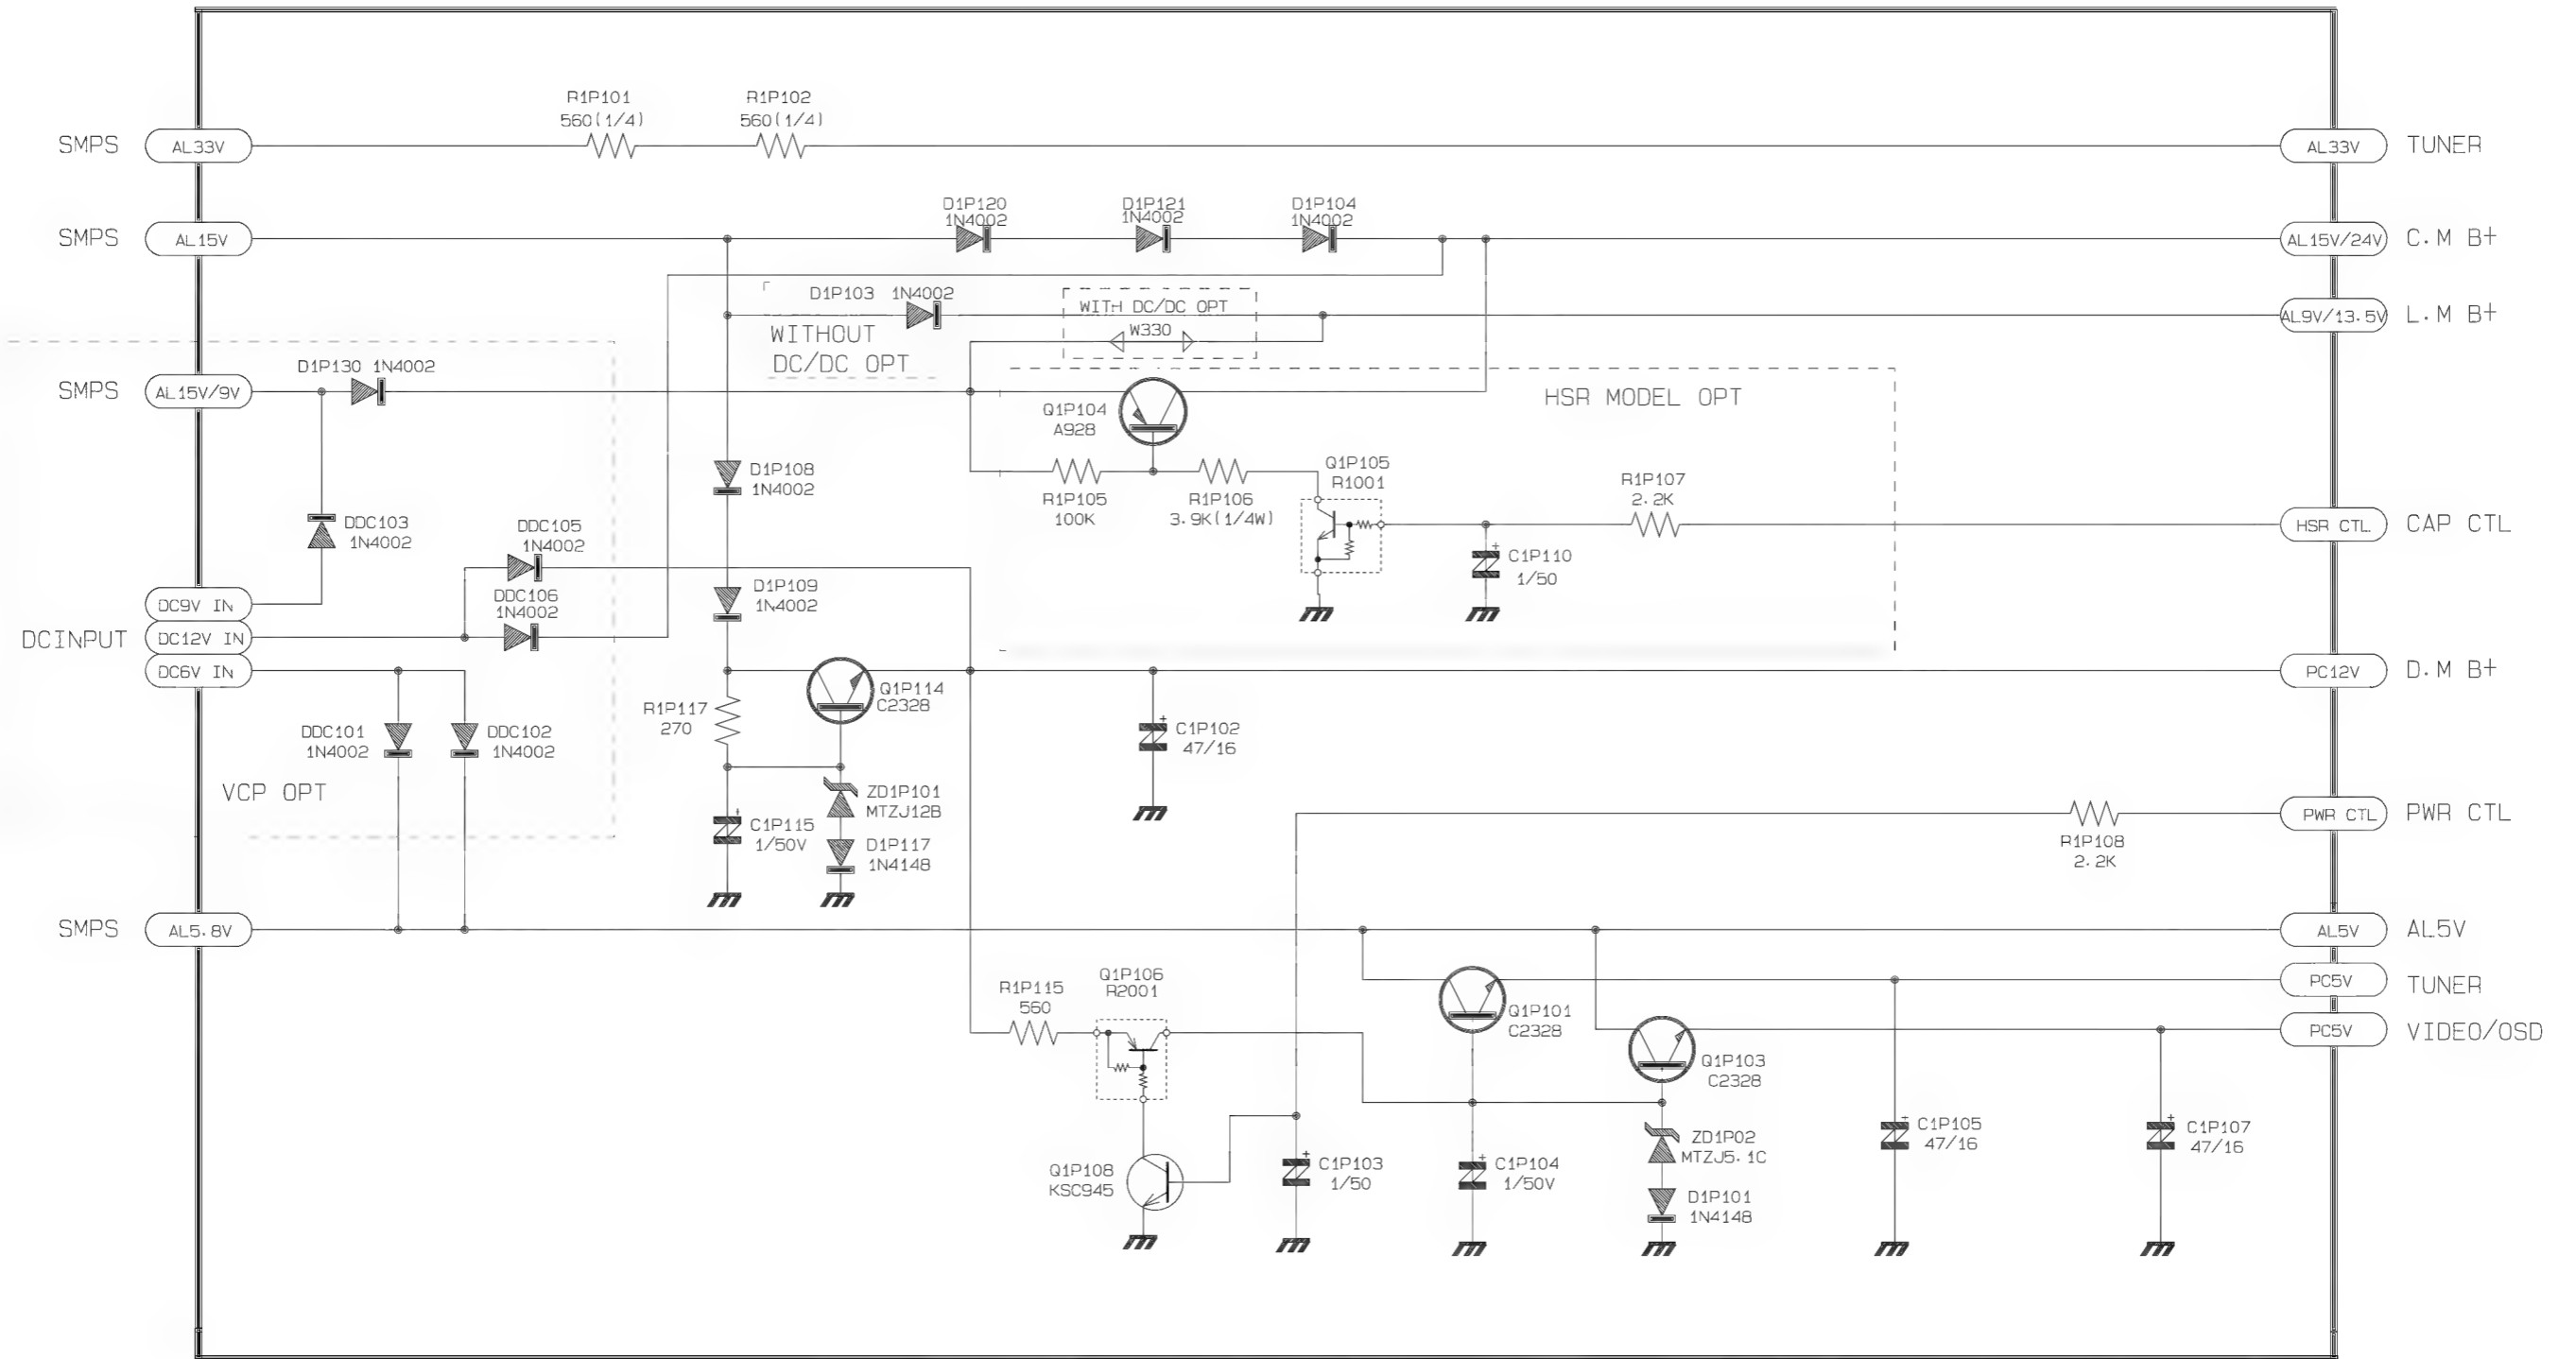 R1P101
560(1/4)
R1P102
560(1/4)
SMPS
AL33V
AL33V
TUNER
D1P120
1N4002
D1P121
1N4002
D1P104
1N4002
SMPS
AL15V
AL15V/24V
C.M B+
D1P103 1N4002
WITHOUT
DC/DC OPT
WITH DC/DC OPT
W330
AL9V/13.5V
L.M B+
D1P130 1N4002
SMPS
AL15V/9V
HSR MODEL OPT
Q1P104
A928
D1P108
1N4002
R1P105
100K
R1P106
3.9K(1/4W)
Q1P105
R1001
R1P107
2.2K
HSR CTL
CAP CTL
DDC103
1N4002
DDC105
1N4002
C1P110
1/50
DDC106
1N4002
D1P109
1N4002
DCINPUT
DC9V IN
DC12V IN
DC6V IN
PC12V
D.M B+
R1P117
270
Q1P114
C2328
DDC101
1N4002
DDC102
1N4002
C1P102
47/16
VCP OPT
ZD1P101
MTZJ12B
C1P115
1/50V
D1P117
1N4148
PWR CTL
PWR CTL
R1P108
2.2K
SMPS
AL5.8V
AL5V
AL5V
R1P115
560
Q1P106
R2001
Q1P101
C2328
PC5V
TUNER
Q1P103
C2328
PC5V
VIDEO/OSD
Q1P108
KSC945
C1P103
1/50
C1P104
1/50V
ZD1P02
MTZJ5.1C
D1P101
1N4148
C1P105
47/16
C1P107
47/16